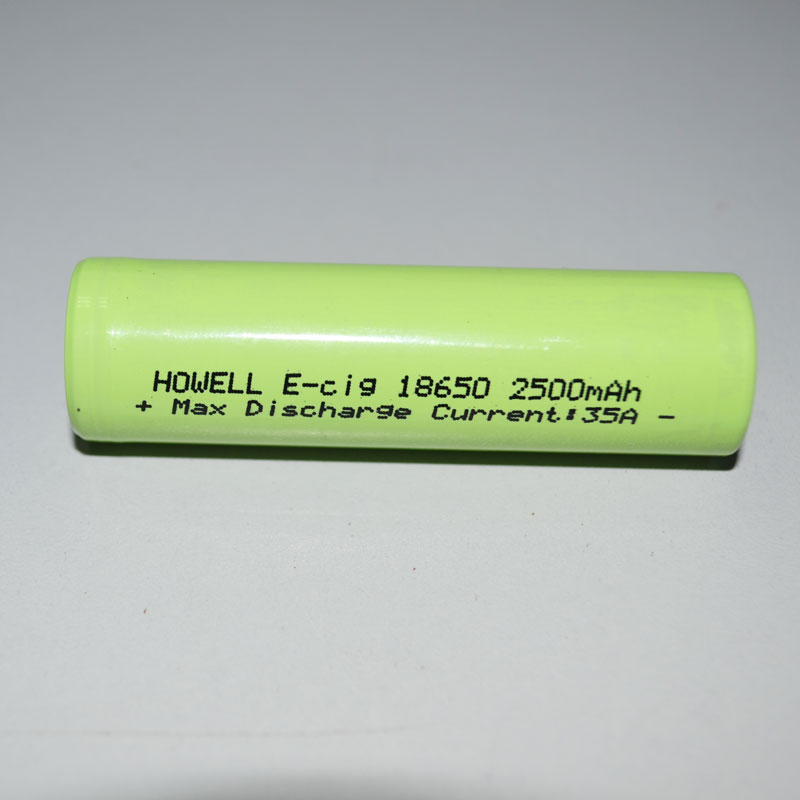 HOWELL E-cig 18650 2500mAh
+ Max Discharge Current:35A -